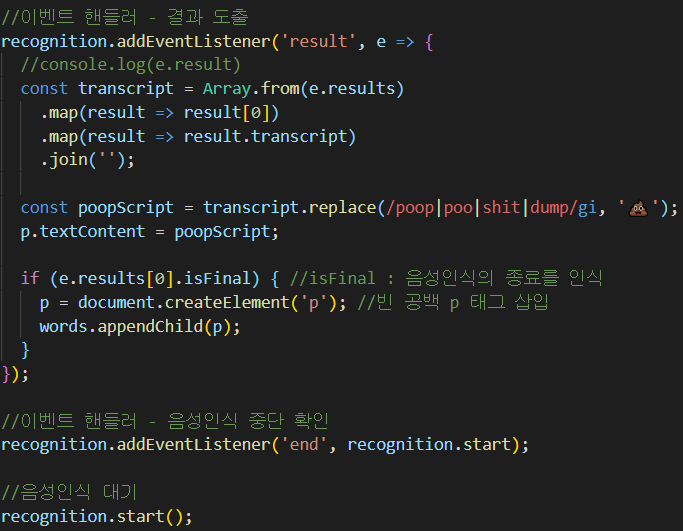 //이벤트 핸들러 - 결과 도출
recognition.addEventListener('result', e => {
  //console.log(e.result)
  const transcript = Array.from(e.results)
    .map(result => result[0])
    .map(result => result.transcript)
    .join('');
  const poopScript = transcript.replace(/poop|poo|shit|dump/gi, '💩');
  p.textContent = poopScript;
  if (e.results[0].isFinal) { //isFinal : 음성인식의 종료를 인식
    p = document.createElement('p'); //빈 공백 p 태그 삽입
    words.appendChild(p);
  }
});
//이벤트 핸들러 - 음성인식 중단 확인
recognition.addEventListener('end', recognition.start);
//음성인식 대기
recognition.start();